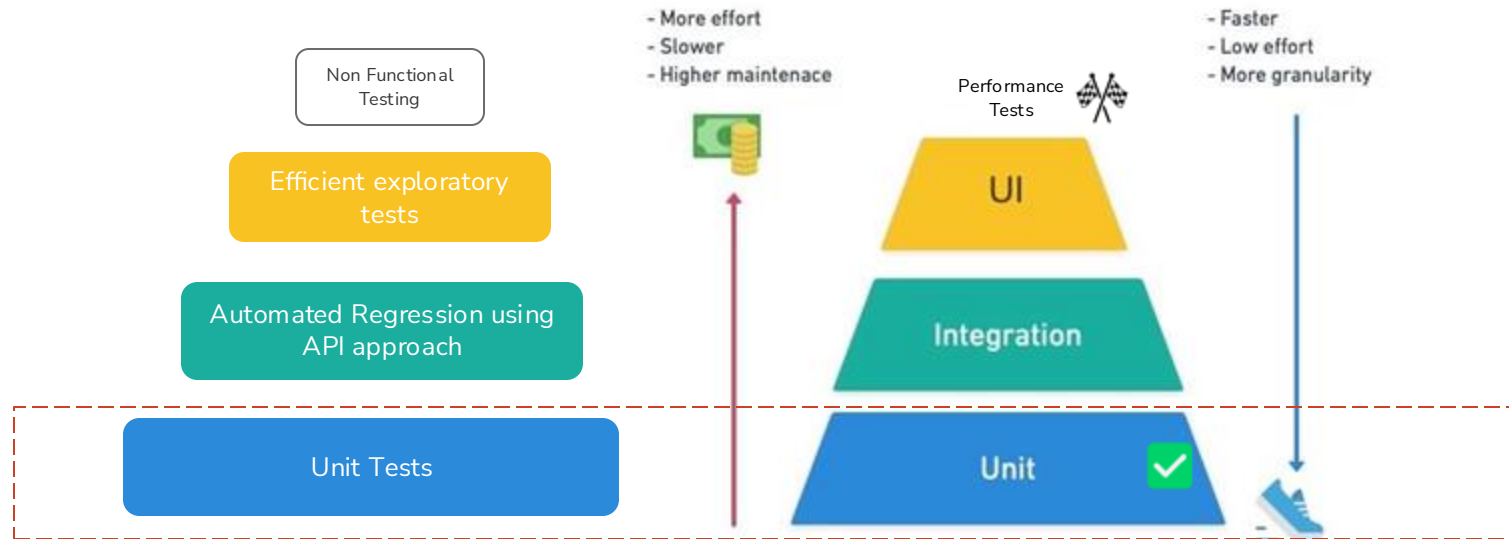 Non Functional
Testing
Efficient exploratory
tests
Automated Regression using
API approach
Unit Tests
- More effort
- Slower
- Higher maintenace
Performance
Tests
UI
Integration
Unit
- Faster
- Low effort
- More granularity